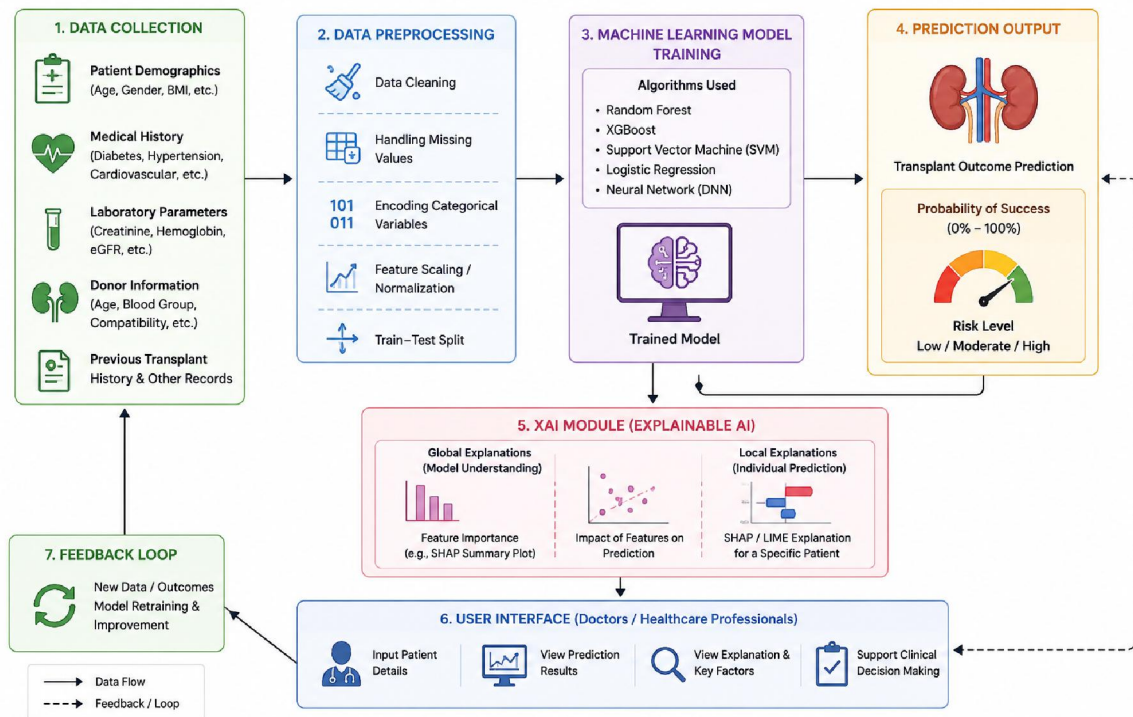 1. DATA COLLECTION
Patient Demographics
(Age, Gender, BMI, etc.)
Medical History
(Diabetes, Hypertension,
Cardiovascular, etc.)
Laboratory Parameters
(Creatinine, Hemoglobin,
eGFR, etc.)
Donor Information
(Age, Blood Group,
Compatibility, etc.)
Previous Transplant
History & Other Records
2. DATA PREPROCESSING
Data Cleaning
Handling Missing
Values
101
011
Encoding Categorical
Variables
Feature Scaling /
Normalization
Train–Test Split
3. MACHINE LEARNING MODEL
TRAINING
Algorithms Used
• Random Forest
• XGBoost
• Support Vector Machine (SVM)
• Logistic Regression
• Neural Network (DNN)
Trained Model
4. PREDICTION OUTPUT
Transplant Outcome Prediction
Probability of Success
(0% – 100%)
Risk Level
Low / Moderate / High
5. XAI MODULE (EXPLAINABLE AI)
Global Explanations
(Model Understanding)
Feature Importance
(e.g., SHAP Summary Plot)
Impact of Features on
Prediction
Local Explanations
(Individual Prediction)
SHAP / LIME Explanation
for a Specific Patient
6. USER INTERFACE (Doctors / Healthcare Professionals)
Input Patient
Details
View Prediction
Results
View Explanation &
Key Factors
Support Clinical
Decision Making
7. FEEDBACK LOOP
New Data / Outcomes
Model Retraining &
Improvement
Data Flow
Feedback / Loop